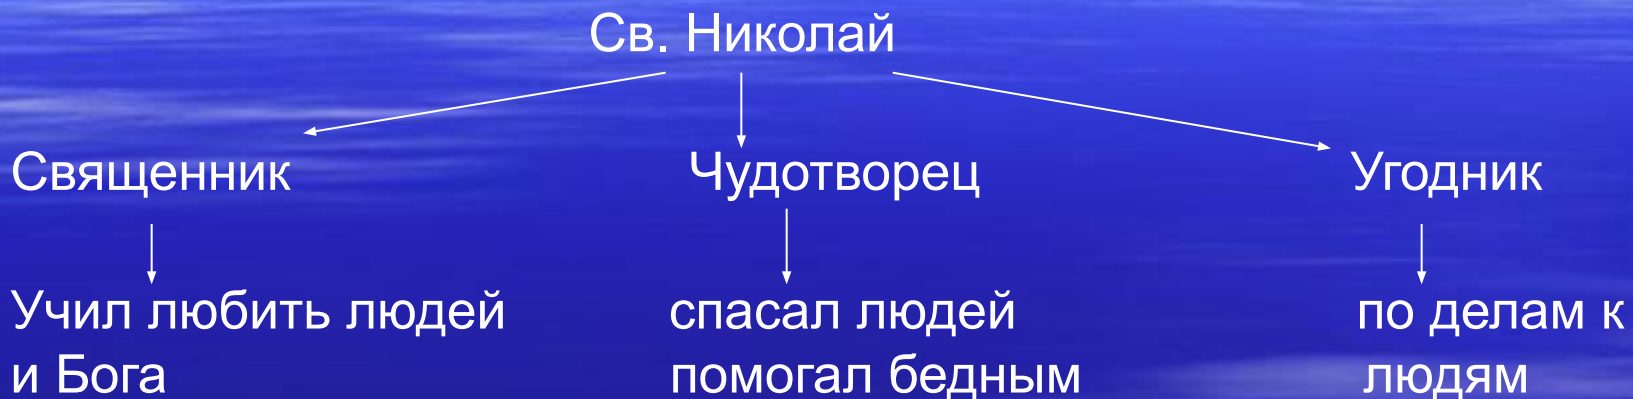 Св. Николай
Священник
Чудотворец
Угодник
Учил любить людей
и Бога
спасал людей
помогал бедным
по делам к
людям